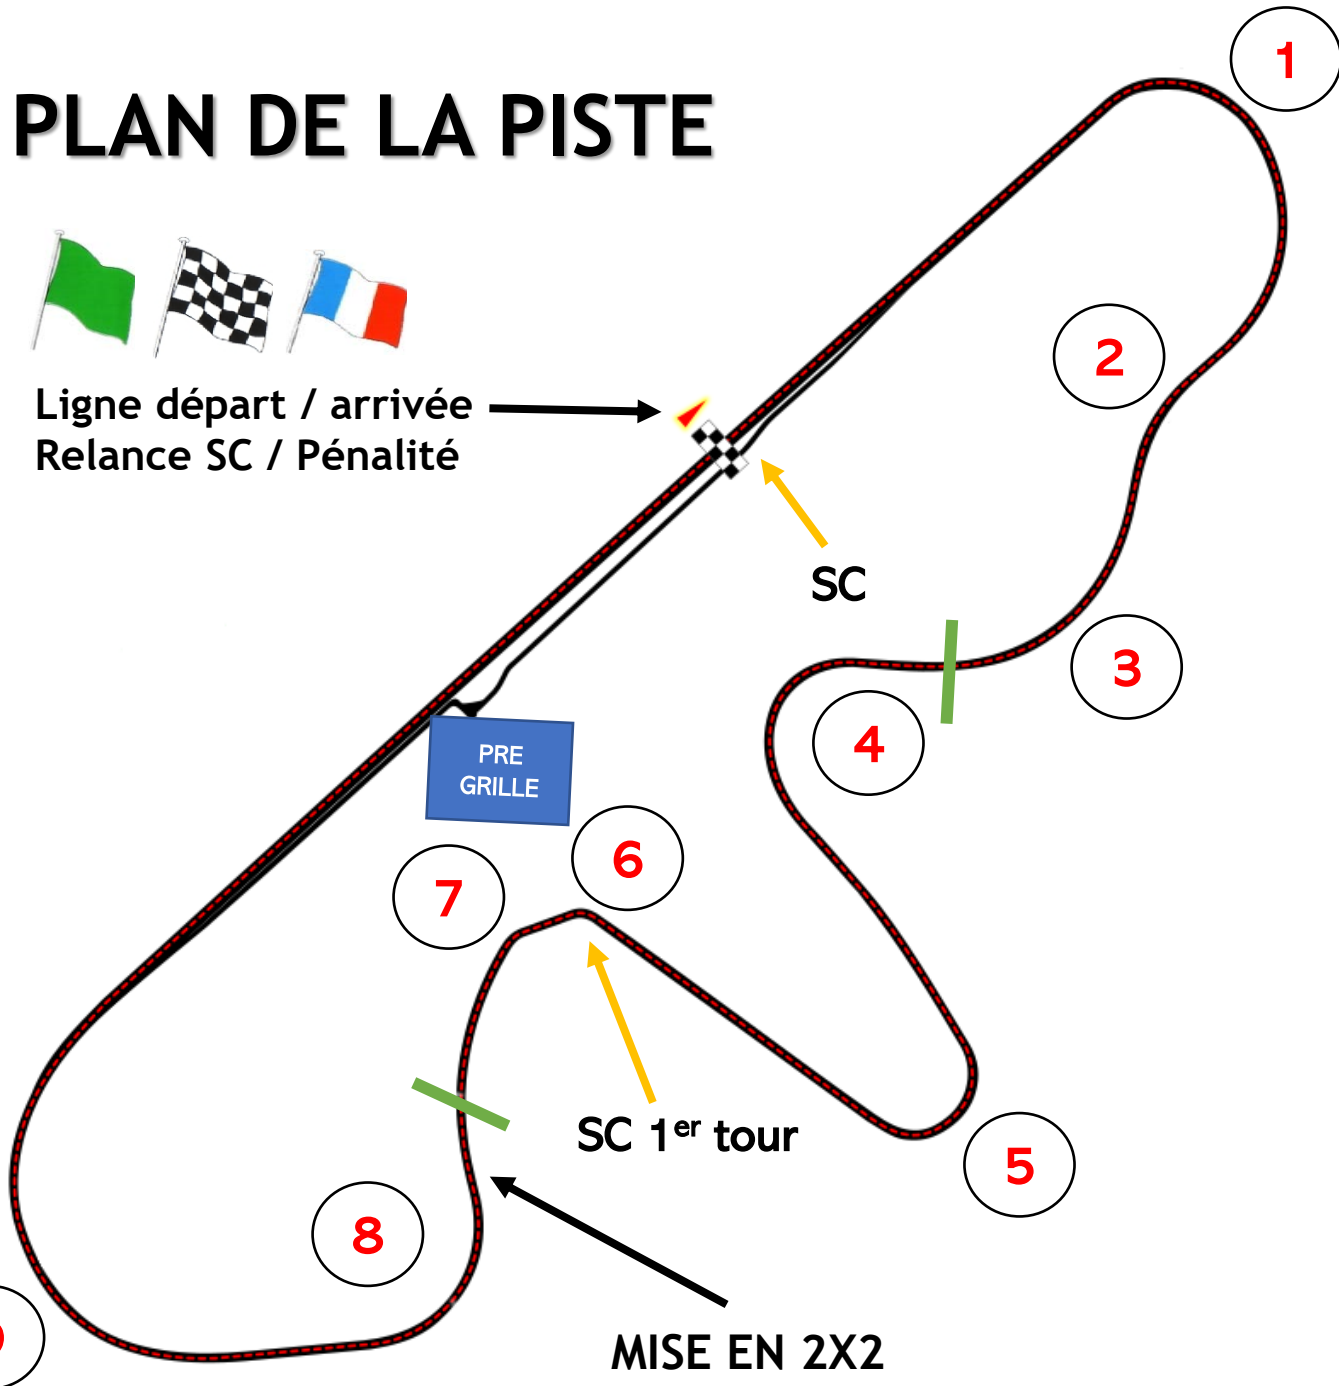 PLAN DE LA PISTE
Ligne départ / arrivée
Relance SC / Pénalité
1
2
SC
3
4
PRE
GRILLE
6
7
SC 1er tour
5
8
MISE EN 2X2